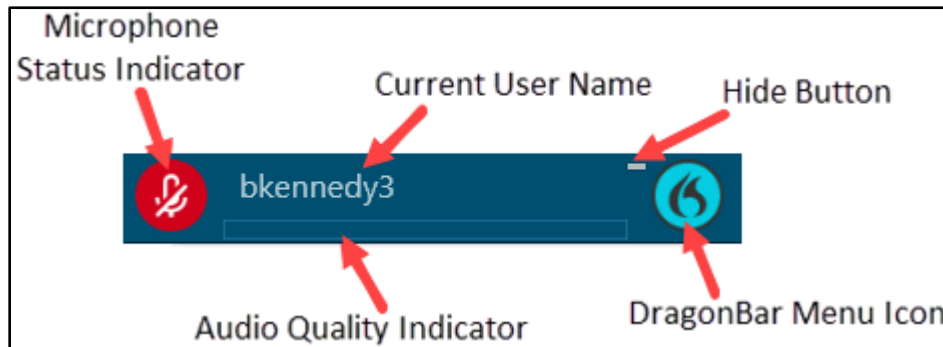 Microphone
Status Indicator
Current User Name
Hide Button
bkennedy3
Audio Quality Indicator
DragonBar Menu Icon